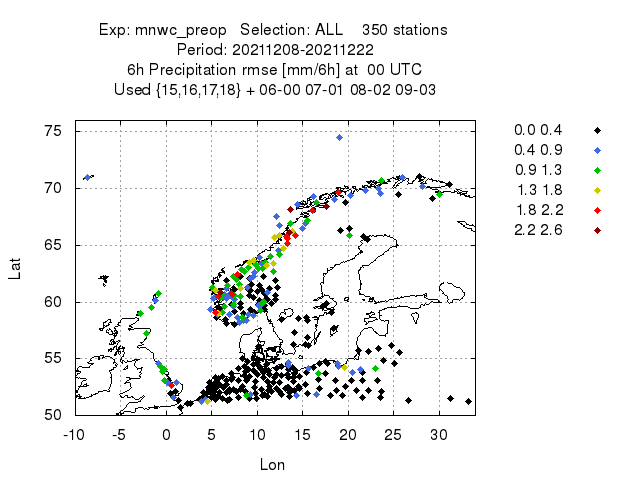 Exp: mnwc_preop   Selection: ALL    350 stations
Period: 20211208-20211222
6h Precipitation rmse [mm/6h] at  00 UTC
Used {15,16,17,18} + 06-00 07-01 08-02 09-03
75
70
65
60
55
50
-10 -5 0 5 10 15 20 25 30
Lat
Lon
0.0 0.4
0.4 0.9
0.9 1.3
1.3 1.8
1.8 2.2
2.2 2.6